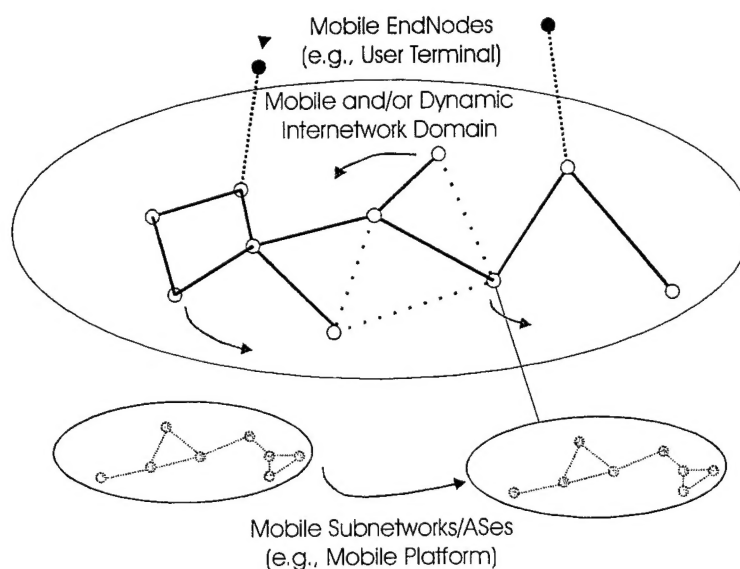 Mobile EndNodes
(e.g., User Terminal)
Mobile and/or Dynamic
Internetwork Domain
Mobile Subnetworks/ASes
(e.g., Mobile Platform)